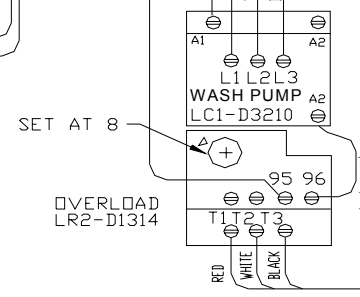 A1 A2
L1 L2 L3
WASH PUMP A2
LC1-D3210
SET AT 8
95 96
OVERLOAD
LR2-D1314
T1 T2 T3
RED WHITE BLACK